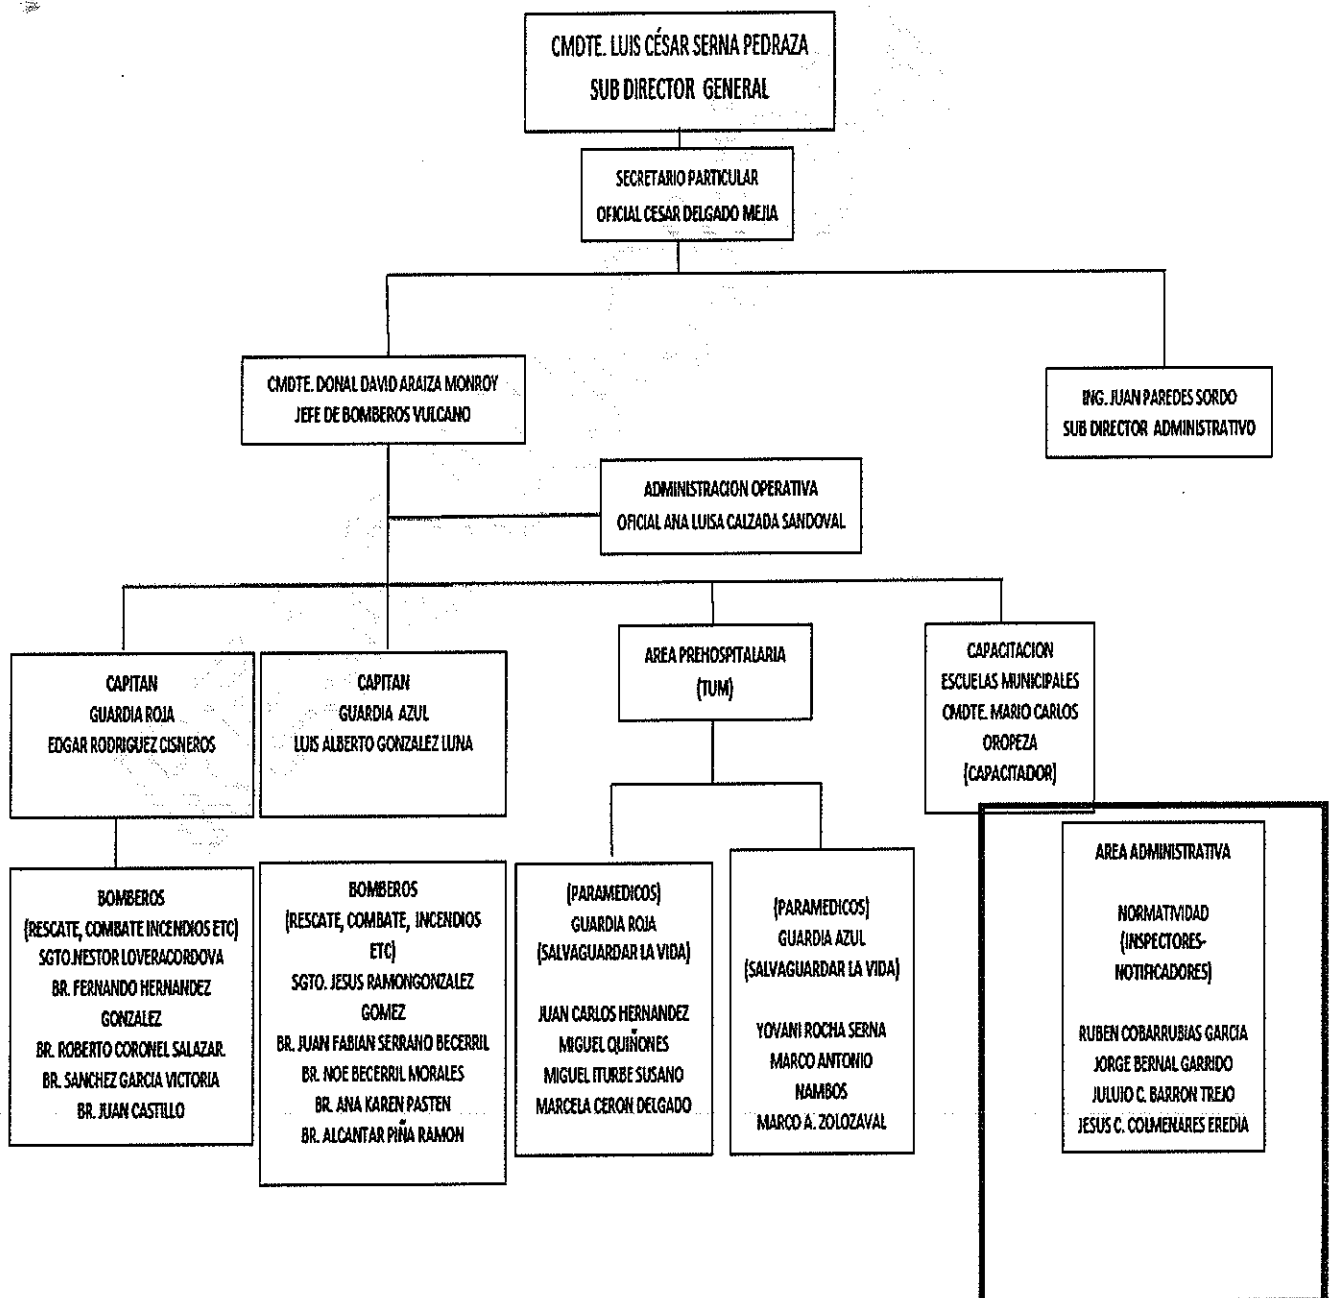 CMDTE. LUIS CÉSAR SERNA PEDRAZA
SUB DIRECTOR GENERAL
SECRETARIO PARTICULAR
OFICIAL CESAR DELGADO MEJIA
CMDTE. DONAL DAVID ARAIZA MONROY
JEFE DE BOMBEROS VULCANO
ING. JUAN PAREDES SORDO
SUB DIRECTOR ADMINISTRATIVO
ADMINISTRACION OPERATIVA
OFICIAL ANA LUISA CALZADA SANDOVAL
CAPITAN
GUARDIA ROJA
EDGAR RODRIGUEZ CISNEROS
CAPITAN
GUARDIA AZUL
LUIS ALBERTO GONZALEZ LUNA
AREA PREHOSPITALARIA
(TUM)
CAPACITACION
ESCUELAS MUNICIPALES
CMDTE. MARIO CARLOS
OROPEZA
(CAPACITADOR)
BOMBEROS
(RESCATE, COMBATE INCENDIOS ETC)
SGTO.NESTOR LOVERACORDOVA
BR. FERNANDO HERNANDEZ
GONZALEZ
BR. ROBERTO CORONEL SALAZAR.
BR. SANCHEZ GARCIA VICTORIA
BR. JUAN CASTILLO
BOMBEROS
(RESCATE, COMBATE, INCENDIOS
ETC)
SGTO. JESUS RAMONGONZALEZ
GOMEZ
BR. JUAN FABIAN SERRANO BECERRIL
BR. NOE BECERRIL MORALES
BR. ANA KAREN PASTEN
BR. ALCANTAR PIÑA RAMON
(PARAMEDICOS)
GUARDIA ROJA
(SALVAGUARDAR LA VIDA)
JUAN CARLOS HERNANDEZ
MIGUEL QUIÑONES
MIGUEL ITURBE SUSANO
MARCELA CERON DELGADO
(PARAMEDICOS)
GUARDIA AZUL
(SALVAGUARDAR LA VIDA)
YOVANI ROCHA SERNA
MARCO ANTONIO
NAMBOS
MARCO A. ZOLOZAVAL
AREA ADMINISTRATIVA
NORMATIVIDAD
(INSPECTORES-
NOTIFICADORES)
RUBEN COBARRUBIAS GARCIA
JORGE BERNAL GARRIDO
JULUIO C. BARRON TREJO
JESUS C. COLMENARES EREDIA